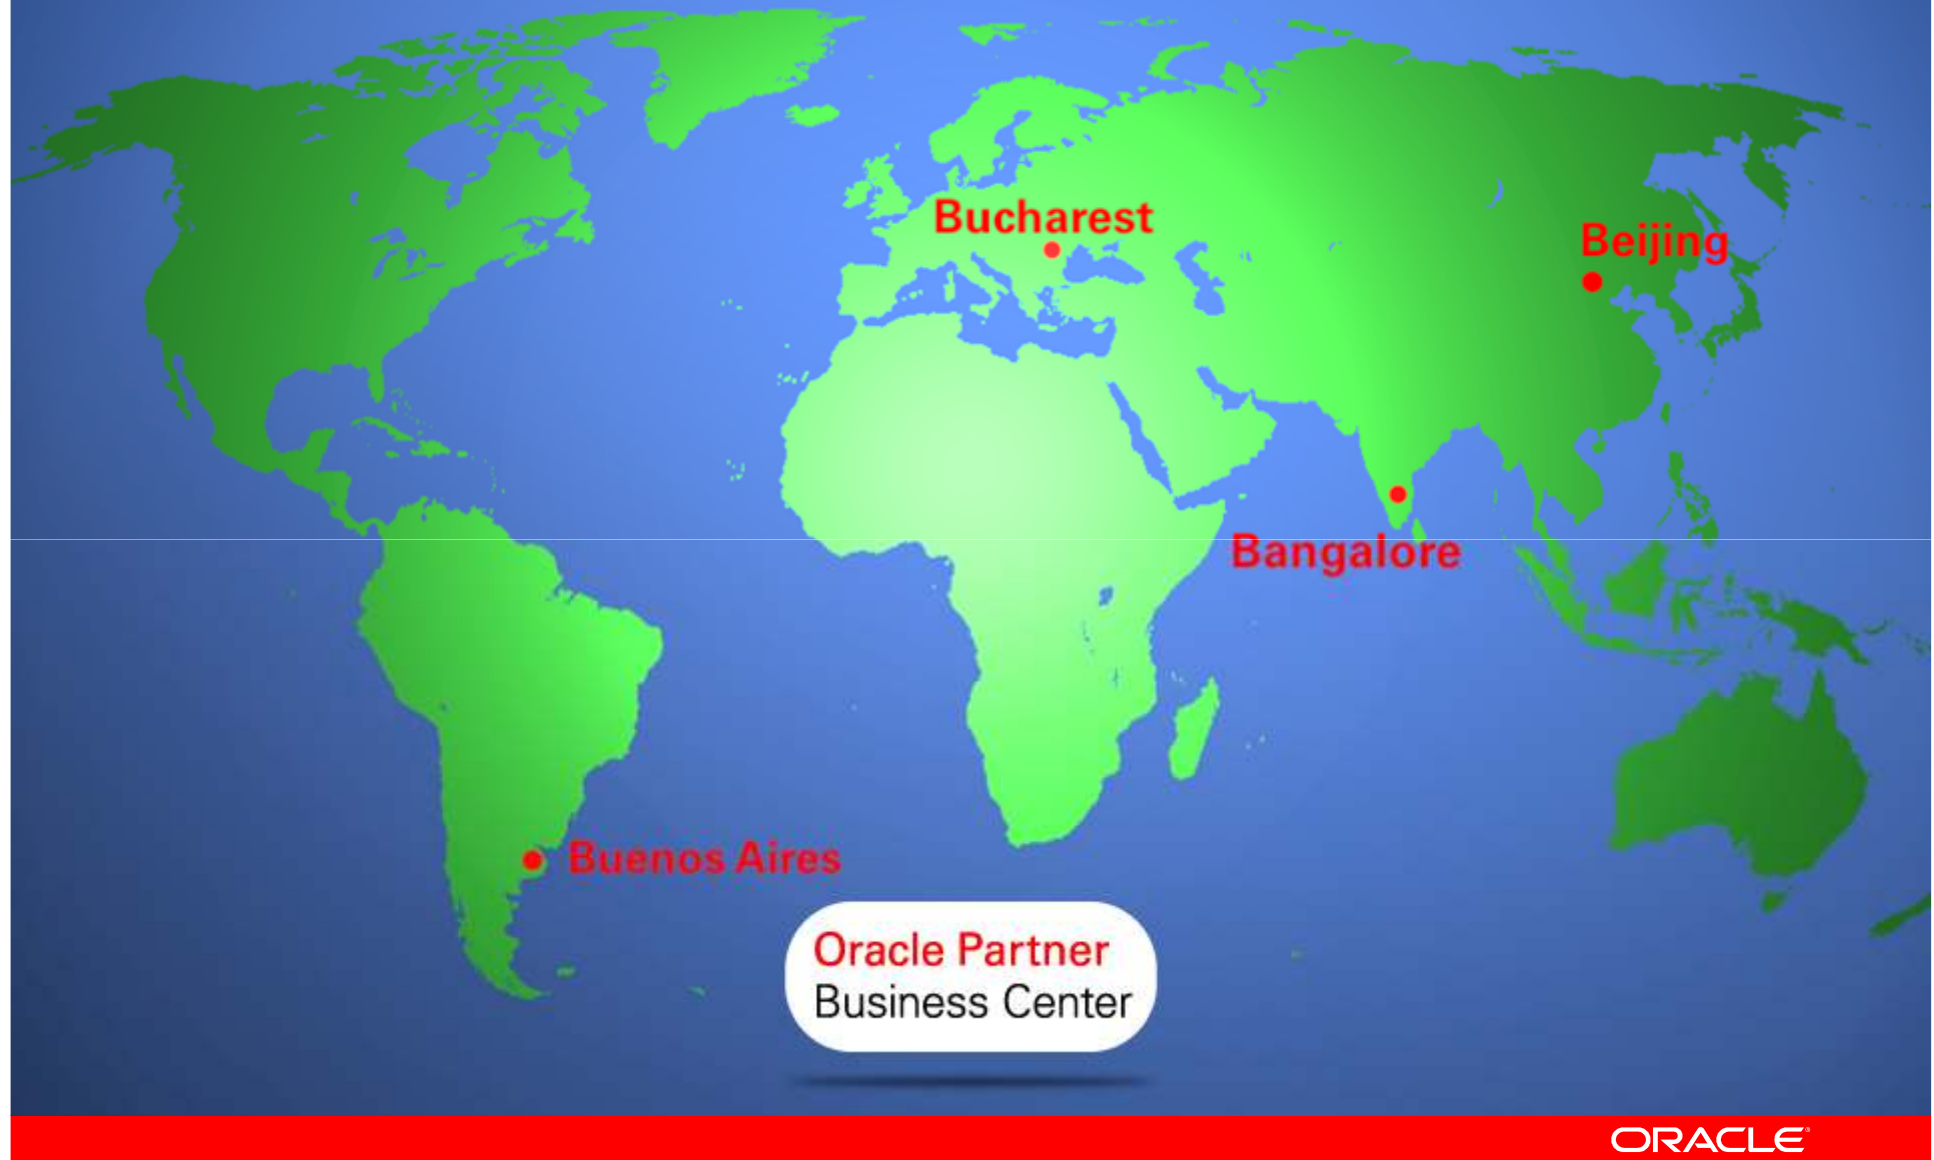 Bucharest
Beijing
Bangalore
Buenos Aires
Oracle Partner
Business Center
ORACLE